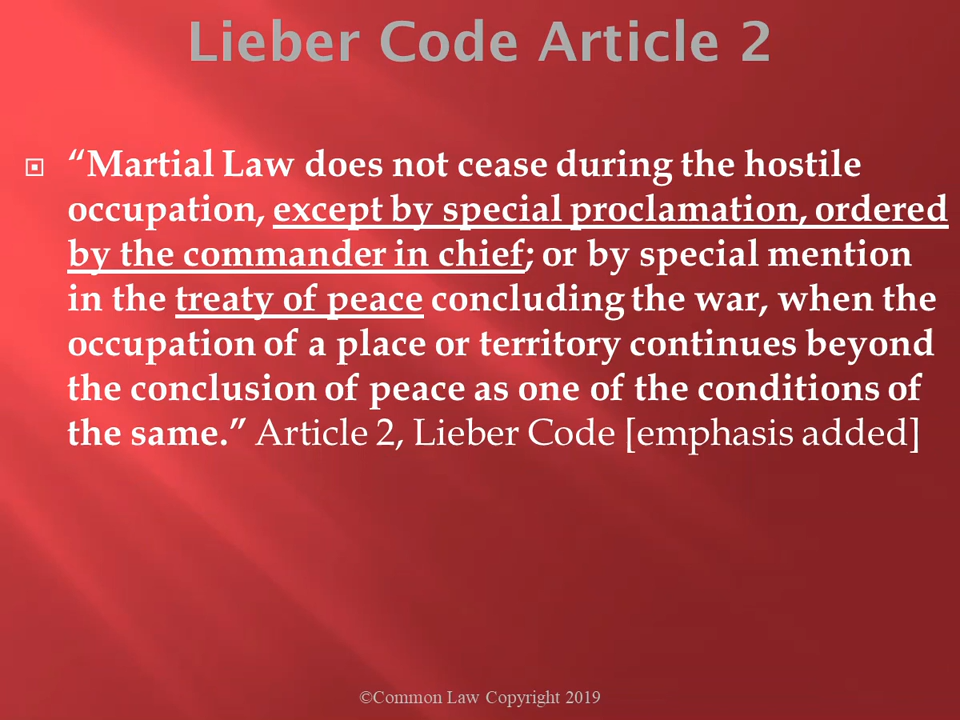 Lieber Code Article 2
“Martial Law does not cease during the hostile
occupation, except by special proclamation, ordered
by the commander in chief; or by special mention
in the treaty of peace concluding the war, when the
occupation of a place or territory continues beyond
the conclusion of peace as one of the conditions of
the same.” Article 2, Lieber Code [emphasis added]
©Common Law Copyright 2019